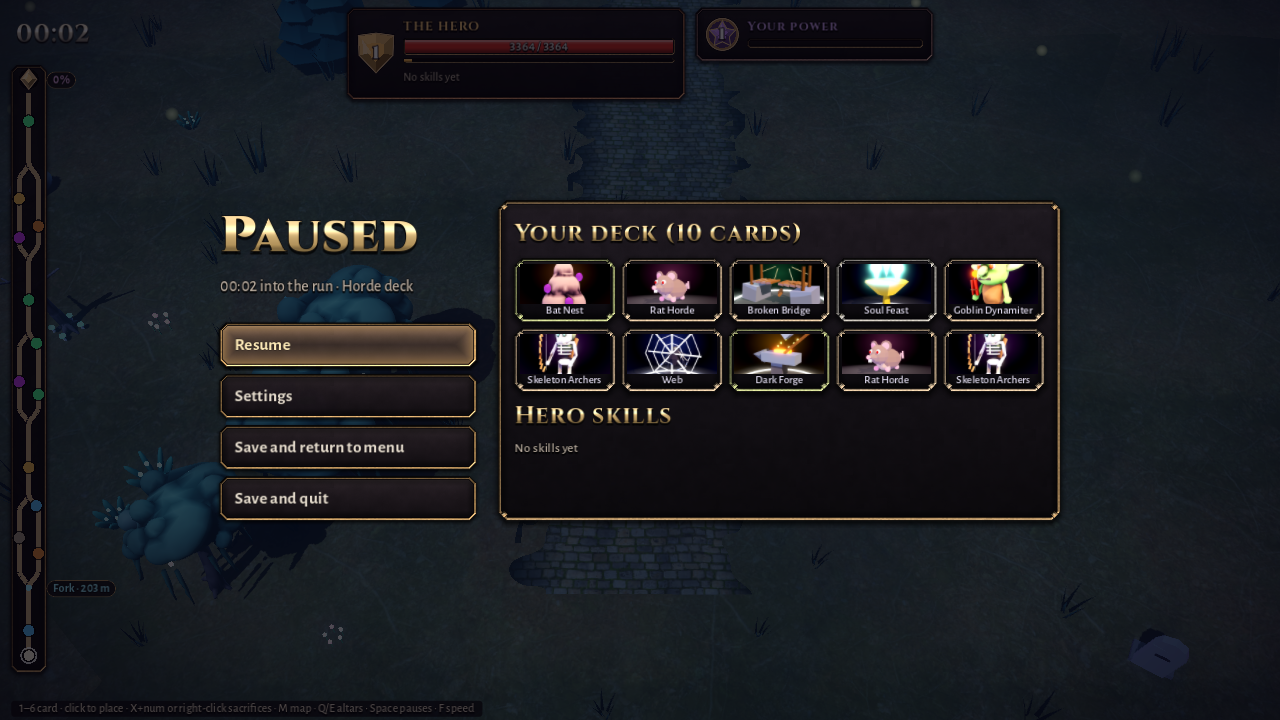 00:02
THE HERO
3364 / 3364
No skills yet
YOUR POWER
0%
PAUSED
00:02 into the run · Horde deck
Resume
Settings
Save and return to menu
Save and quit
YOUR DECK (10 CARDS)
Bat Nest
Rat Horde
Broken Bridge
Soul Feast
Goblin Dynamiter
Skeleton Archers
Web
Dark Forge
Rat Horde
Skeleton Archers
HERO SKILLS
No skills yet
Fork · 203 m
1–6 card · click to place · X+num or right-click sacrifices · M map · Q/E altars · Space pauses · F speed